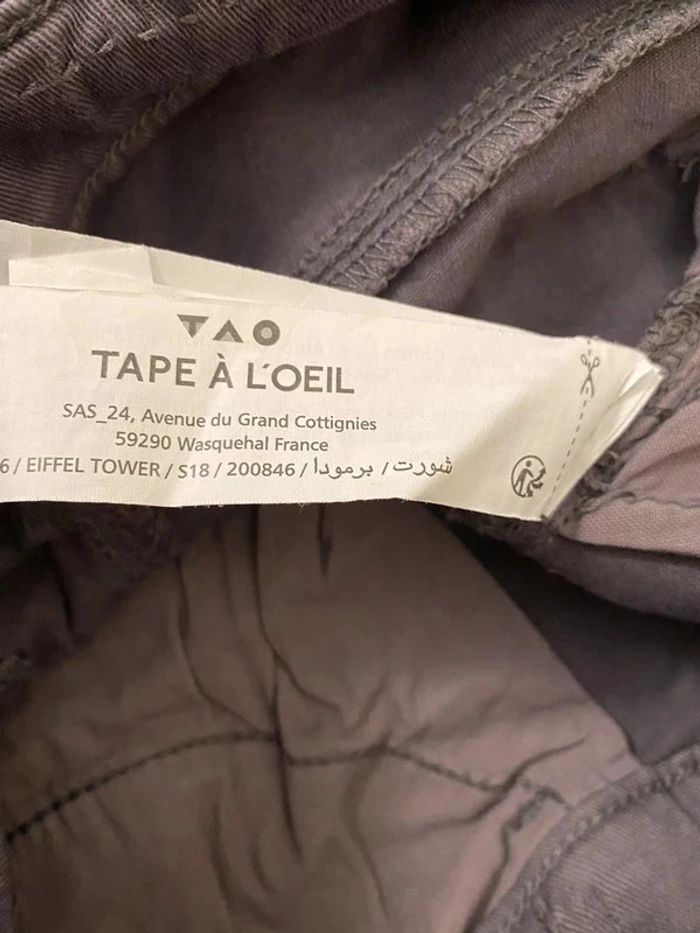 TAO
TAPE À L'OEIL
SAS_24, Avenue du Grand Cottignies
59290 Wasquehal France
6 / EIFFEL TOWER / S18 / 200846 / شورت / برمودا